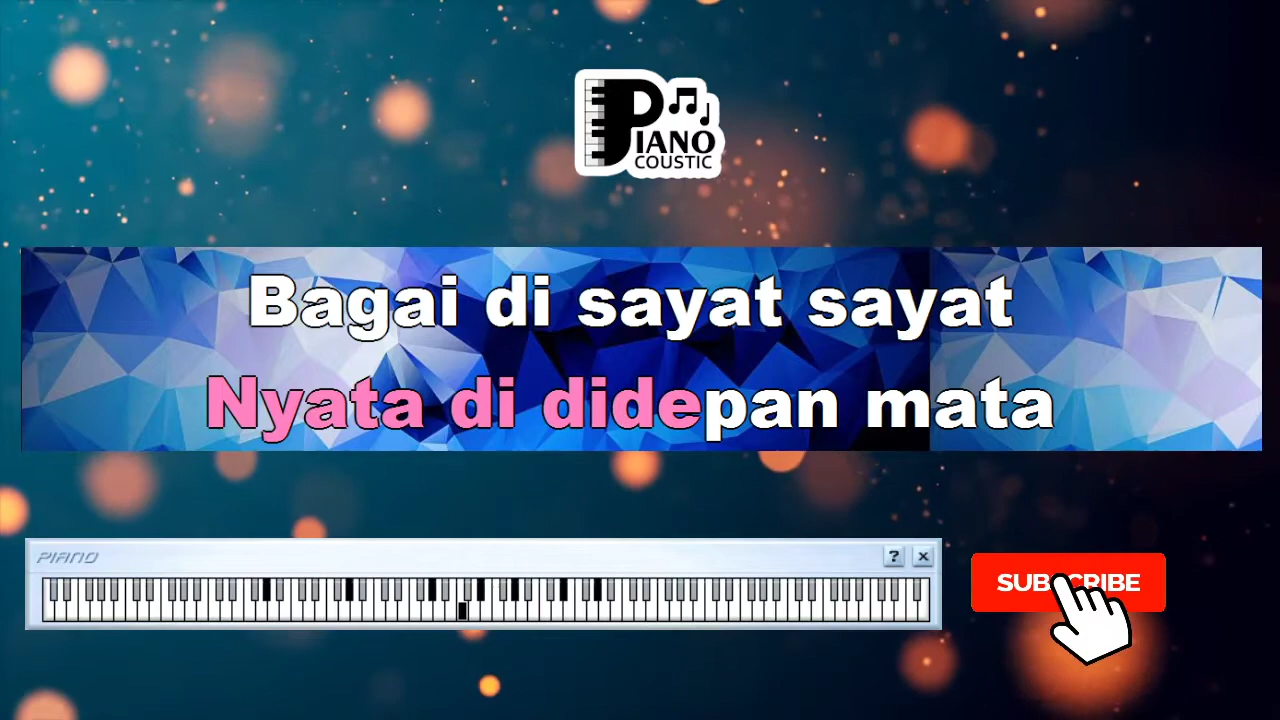 PIANO
COUSTIC
Bagai di sayat sayat
Nyata di didepan mata
PIANO
?
×
SUBSCRIBE